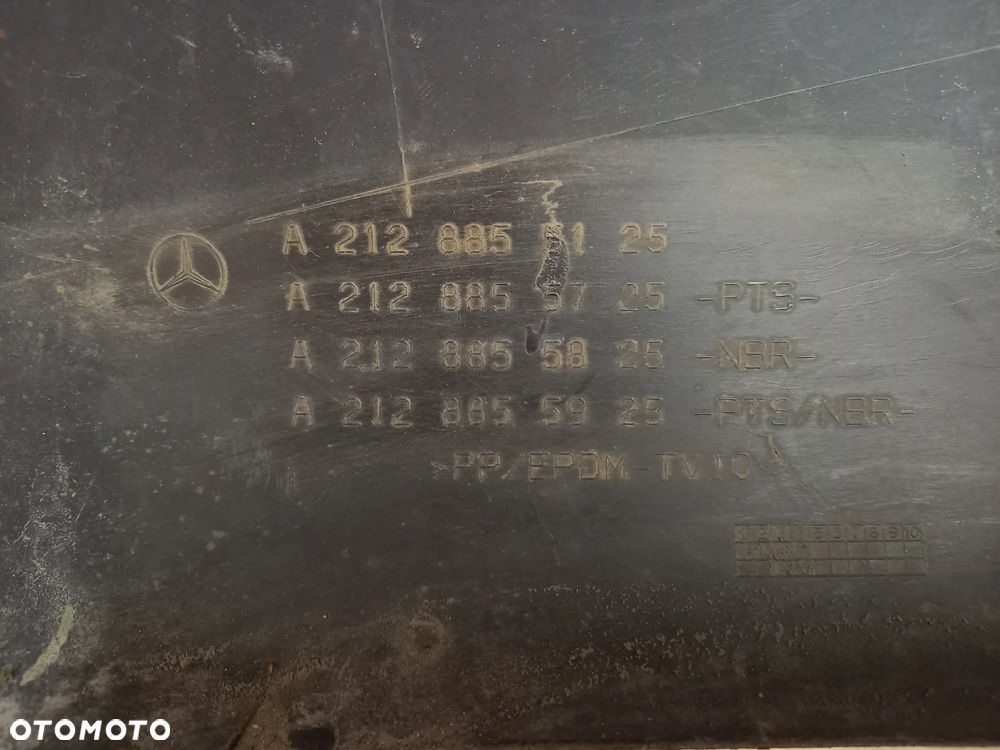 A 212 885 51 25
A 212 885 57 25 -PTS-
A 212 885 58 25 -NBR-
A 212 885 59 25 -PTS/NBR-
>PP/EPDM-TV10<
OTOMOTO